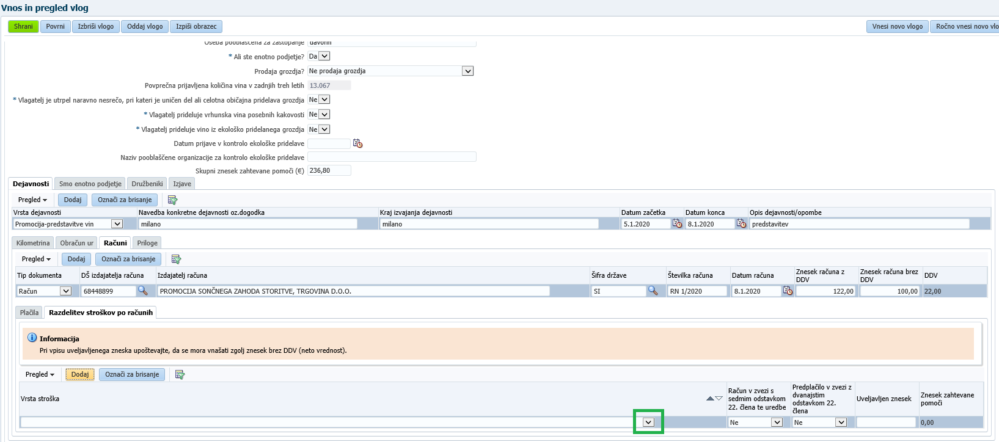 Vnos in pregled vlog
Shrani Povrni Izbriši vlogo Oddaj vlogo Izpiši obrazec Vnesi novo vlogo Ročno vnesi novo vlo
Oseba pooblaščena za zastopanje davorin
* Ali ste enotno podjetje? Da
Prodaja grozdja? Ne prodaja grozdja
Povprečna prijavljena količina vina v zadnjih treh letih 13.067
* Vlagatelj je utrpel naravno nesrečo, pri kateri je uničen del ali celotna običajna pridelava grozdja Ne
* Vlagatelj prideluje vrhunska vina posebnih kakovosti Ne
* Vlagatelj prideluje vino iz ekološko pridelanega grozdja Ne
Datum prijave v kontrolo ekološke pridelave
Naziv pooblaščene organizacije za kontrolo ekološke pridelave
Skupni znesek zahtevane pomoči (€) 236,80
Dejavnosti Smo enotno podjetje Družbeniki Izjave
Pregled Dodaj Označi za brisanje
Vrsta dejavnosti Navedba konkretne dejavnosti oz.dogodka Kraj izvajanja dejavnosti Datum začetka Datum konca Opis dejavnosti/opombe
Promocija-predstavitve vin milano milano 5.1.2020 8.1.2020 predstavitev
Kilometrina Obračun ur Računi Priloge
Pregled Dodaj Označi za brisanje
Tip dokumenta DŠ izdajatelja računa Izdajatelj računa Šifra države Številka računa Datum računa Znesek računa z DDV Znesek računa brez DDV DDV
Račun 68448899 PROMOCIJA SONČNEGA ZAHODA STORITVE, TRGOVINA D.O.O. SI RN 1/2020 8.1.2020 122,00 100,00 22,00
Plačila Razdelitev stroškov po računih
Informacija
Pri vpisu uveljavljenega zneska upoštevajte, da se mora vnašati zgolj znesek brez DDV (neto vrednost).
Pregled Dodaj Označi za brisanje
Vrsta stroška Račun v zvezi s sedmim odstavkom 22. člena te uredbe Predplačilo v zvezi z dvanajstim odstavkom 22. člena Uveljavljen znesek Znesek zahtevane pomoči
Ne Ne 0,00